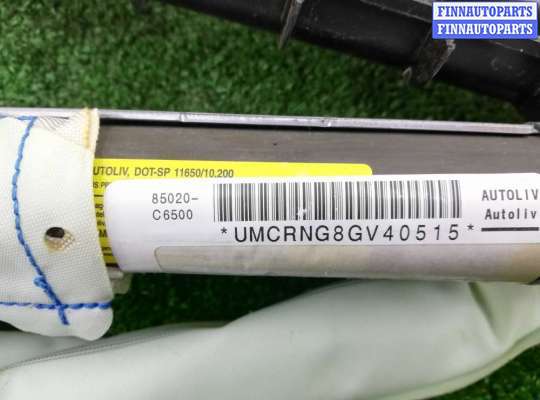 FINNAUTOPARTS
FINNAUTOPARTS
AUTOLIV, DOT-SP 11650/10.200
85020-
C6500
*UMCRNG8GV40515*
AUTOLIV
Autoliv